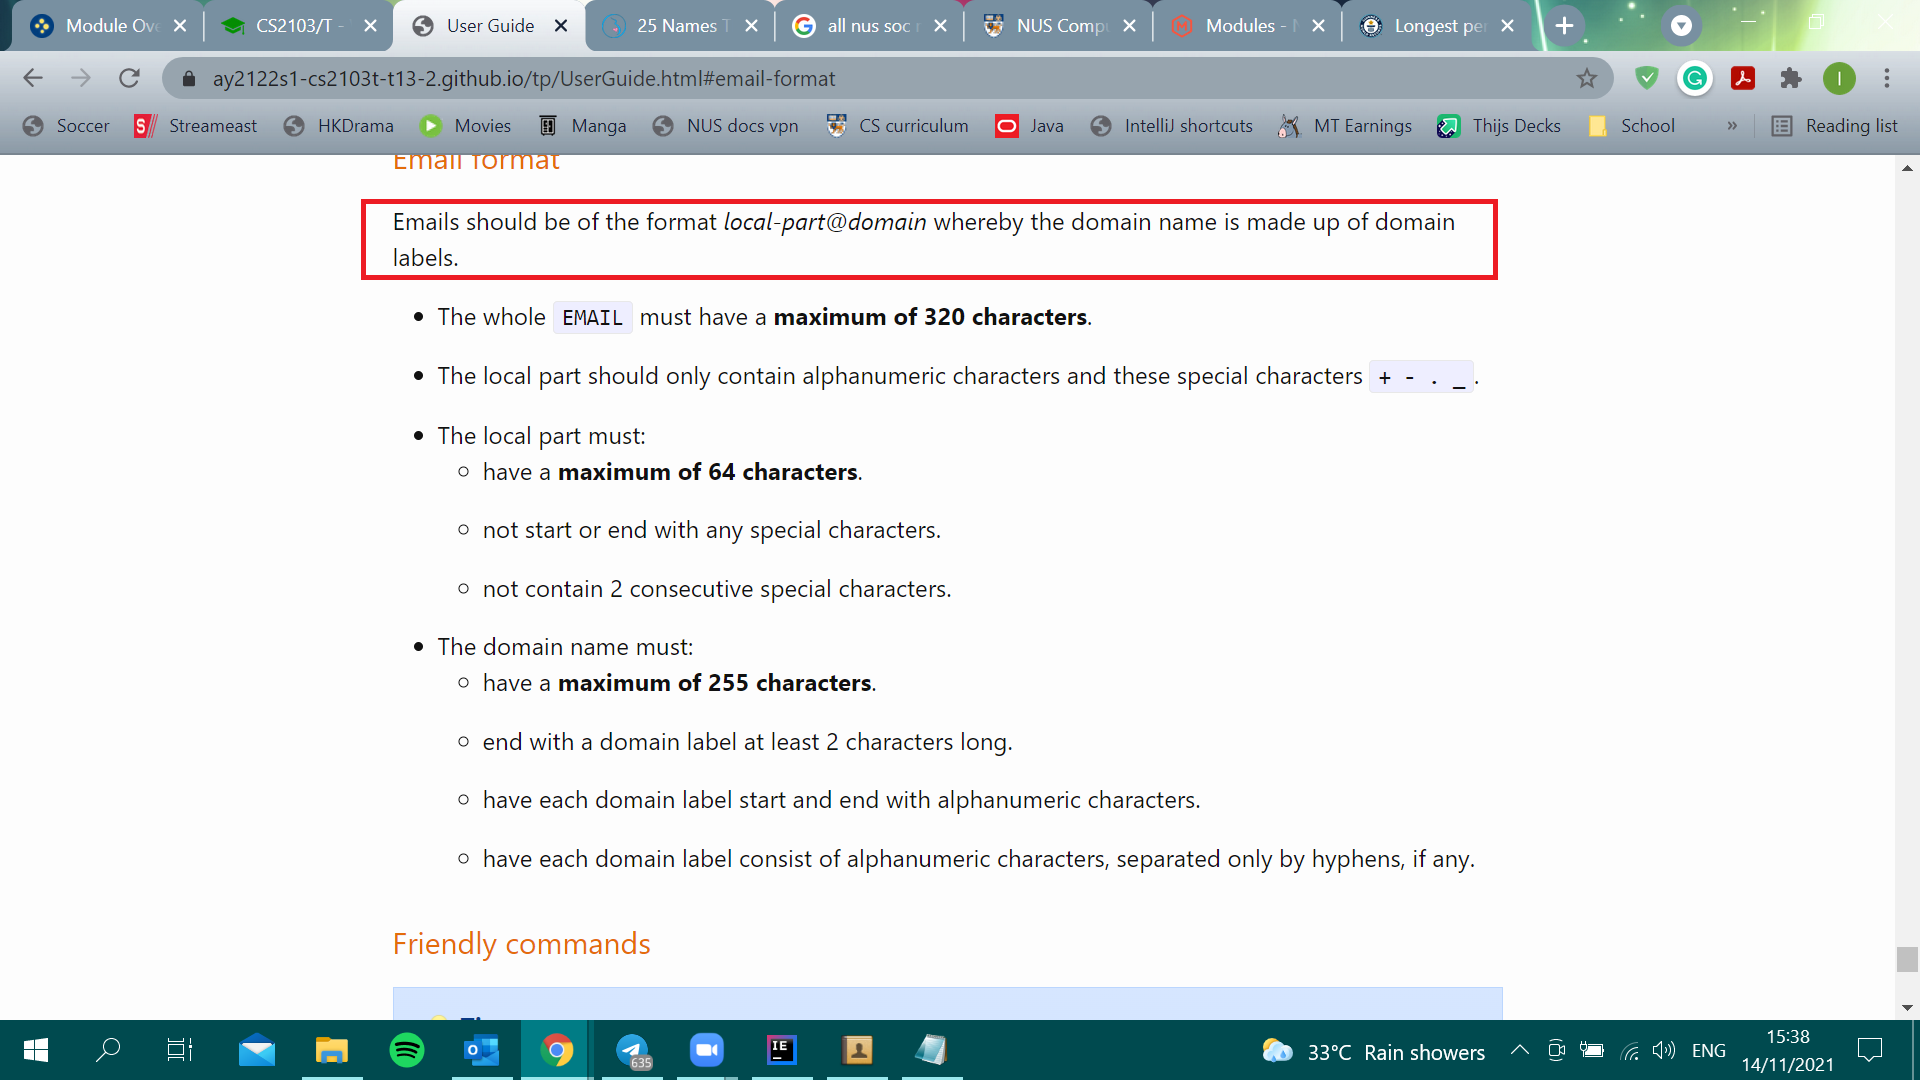 Module Ove
CS2103/T -
User Guide
25 Names T
all nus soc
NUS Compu
Modules - N
Longest per
ay2122s1-cs2103t-t13-2.github.io/tp/UserGuide.html#email-format
I
Soccer
Streameast
HKDrama
Movies
Manga
NUS docs vpn
CS curriculum
Java
IntelliJ shortcuts
MT Earnings
Thijs Decks
School
»
Reading list
Email format
Emails should be of the format local-part@domain whereby the domain name is made up of domain
labels.
• The whole EMAIL must have a maximum of 320 characters.
• The local part should only contain alphanumeric characters and these special characters + - . _ .
• The local part must:
○ have a maximum of 64 characters.
○ not start or end with any special characters.
○ not contain 2 consecutive special characters.
• The domain name must:
○ have a maximum of 255 characters.
○ end with a domain label at least 2 characters long.
○ have each domain label start and end with alphanumeric characters.
○ have each domain label consist of alphanumeric characters, separated only by hyphens, if any.
Friendly commands
635
IE
33°C Rain showers
ENG
15:38
14/11/2021